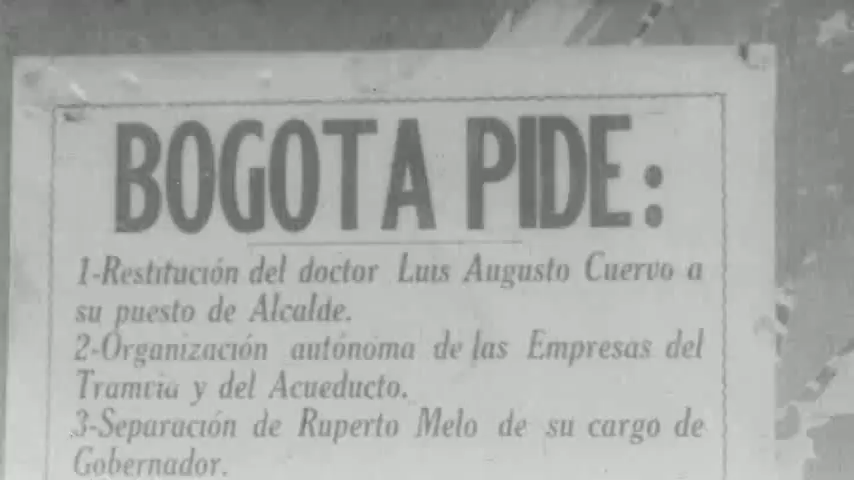 BOGOTA PIDE:
1-Restitución del doctor Luis Augusto Cuervo a
su puesto de Alcalde.
2-Organización autónoma de las Empresas del
Tramvia y del Acueducto.
3-Separación de Ruperto Melo de su cargo de
Gobernador.